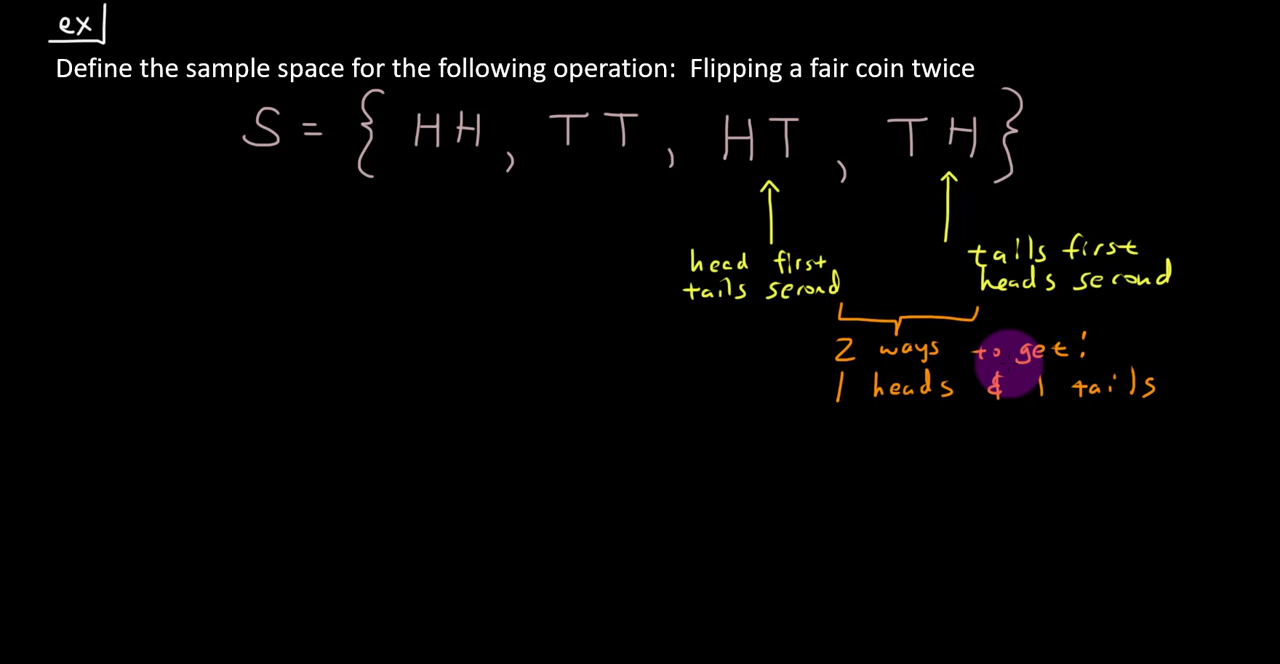 ex
Define the sample space for the following operation: Flipping a fair coin twice
S = { HH, TT, HT, TH }
head first
tails second
tails first
heads second
2 ways to get:
1 heads & 1 tails